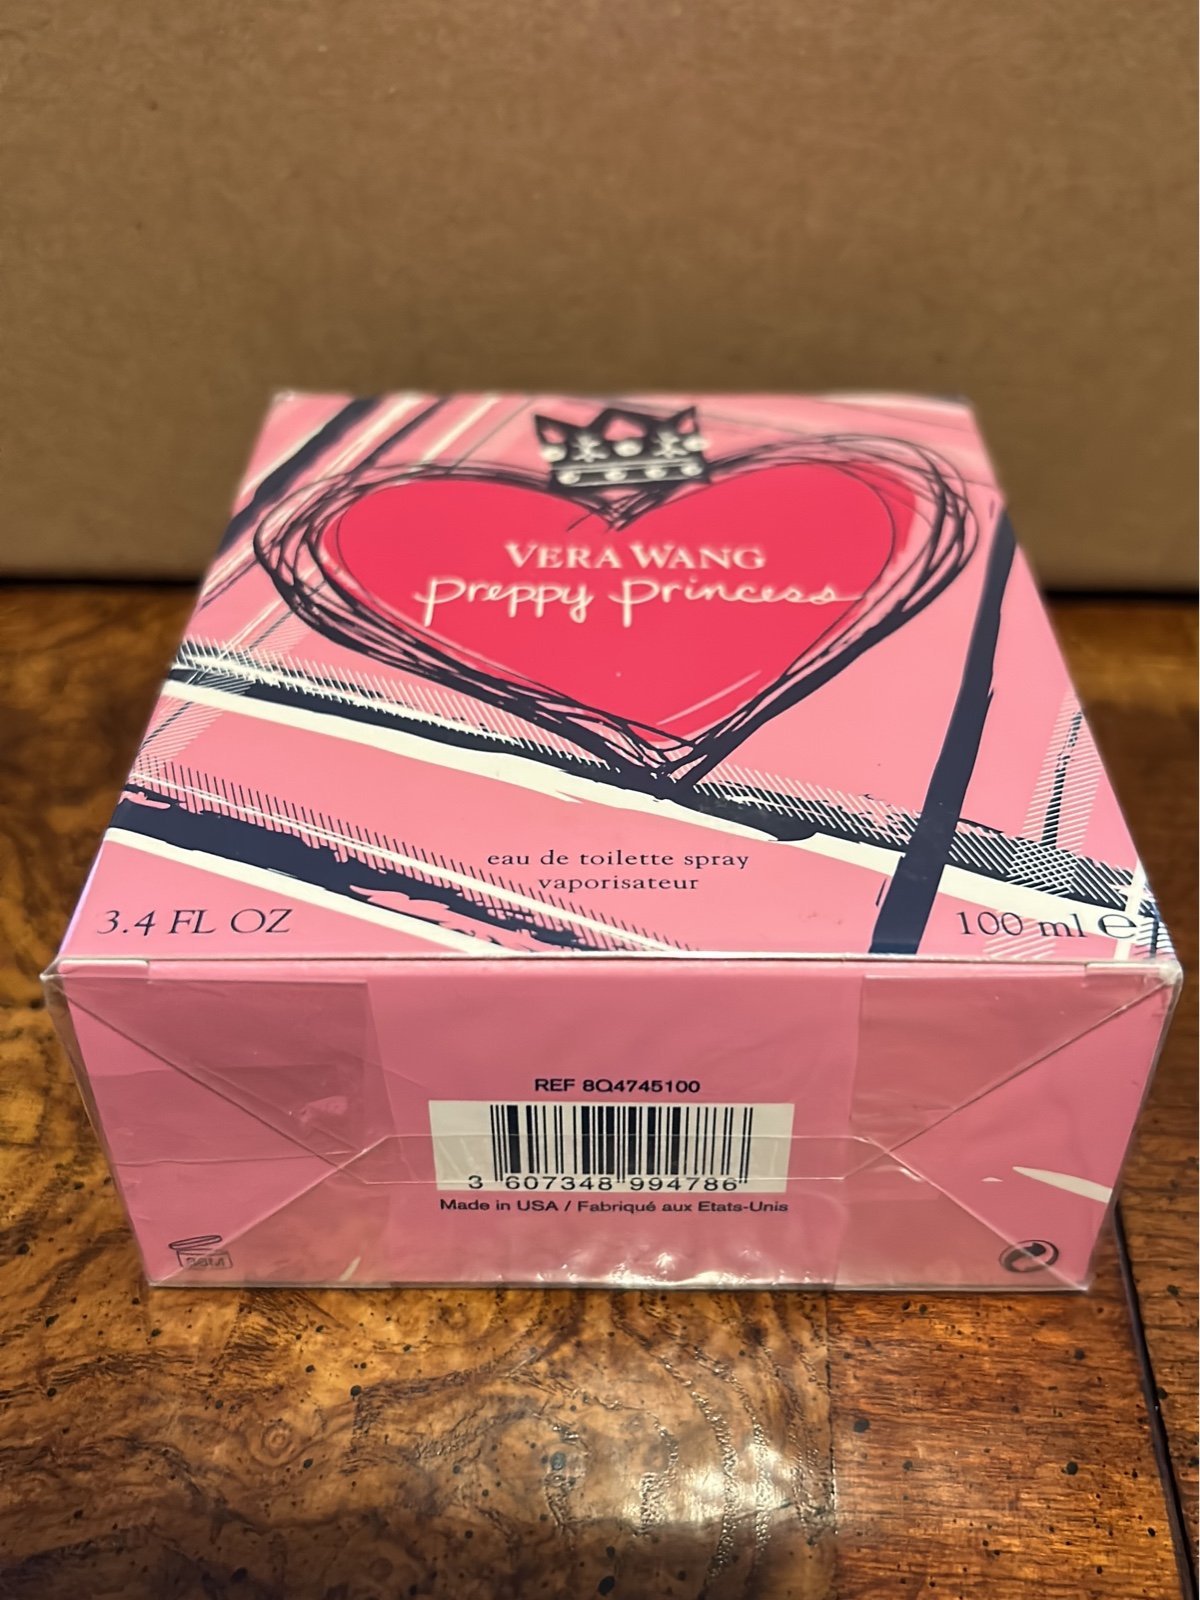 VERA WANG
preppy princess
eau de toilette spray
vaporisateur
3.4 FL OZ
100 ml ℮
REF 8Q4745100
3 607348 994786
Made in USA / Fabriqué aux Etats-Unis
36M